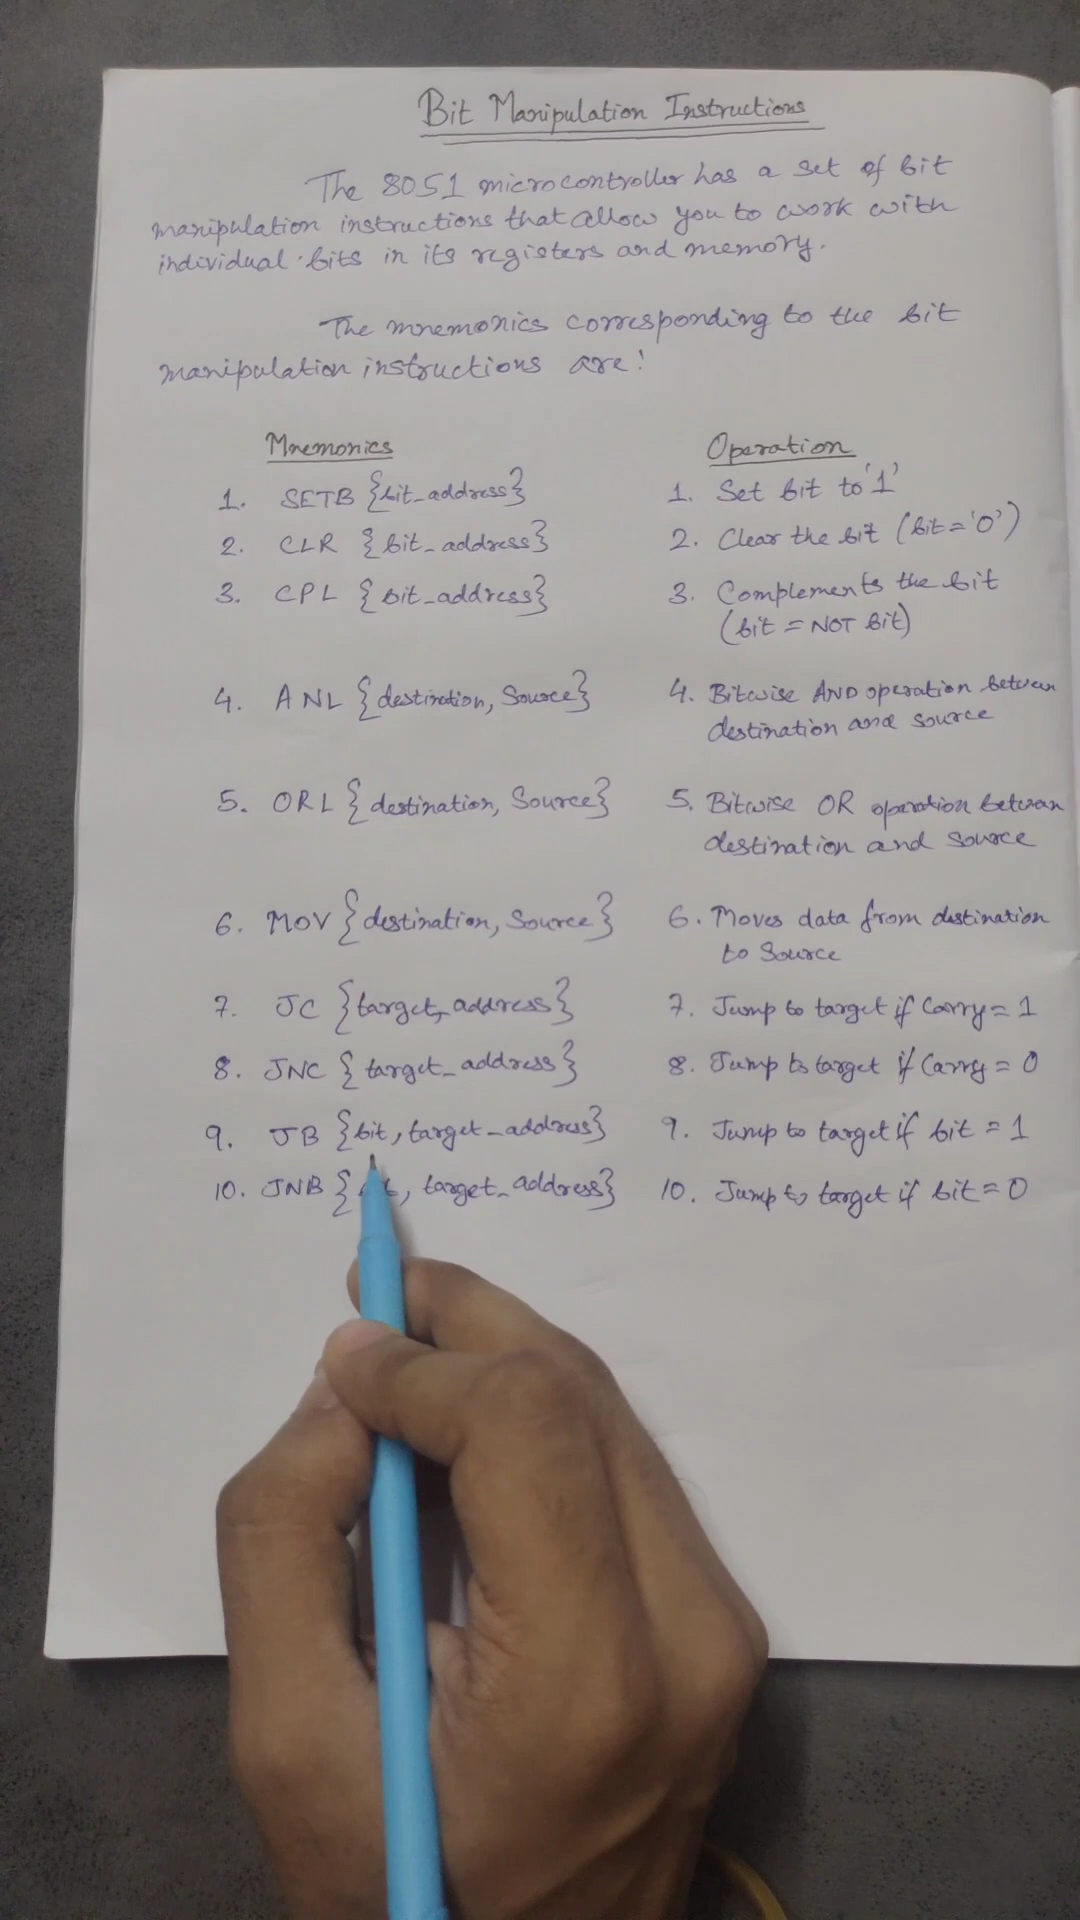 Bit Manipulation Instructions
The 8051 microcontroller has a set of bit
manipulation instructions that allow you to work with
individual bits in its registers and memory.
The mnemonics corresponding to the bit
manipulation instructions are:
Mnemonics
Operation
1. SETB {bit_address}
1. Set bit to '1'
2. CLR {bit_address}
2. Clear the bit (bit='0')
3. CPL {bit_address}
3. Complements the bit
(bit = NOT bit)
4. ANL {destination, Source}
4. Bitwise AND operation between
destination and source
5. ORL {destination, Source}
5. Bitwise OR operation between
destination and source
6. MOV {destination, Source}
6. Moves data from destination
to Source
7. JC {target_address}
7. Jump to target if Carry = 1
8. JNC {target_address}
8. Jump to target if Carry = 0
9. JB {bit, target_address}
9. Jump to target if bit = 1
10. JNB { , target_address}
10. Jump to target if bit = 0